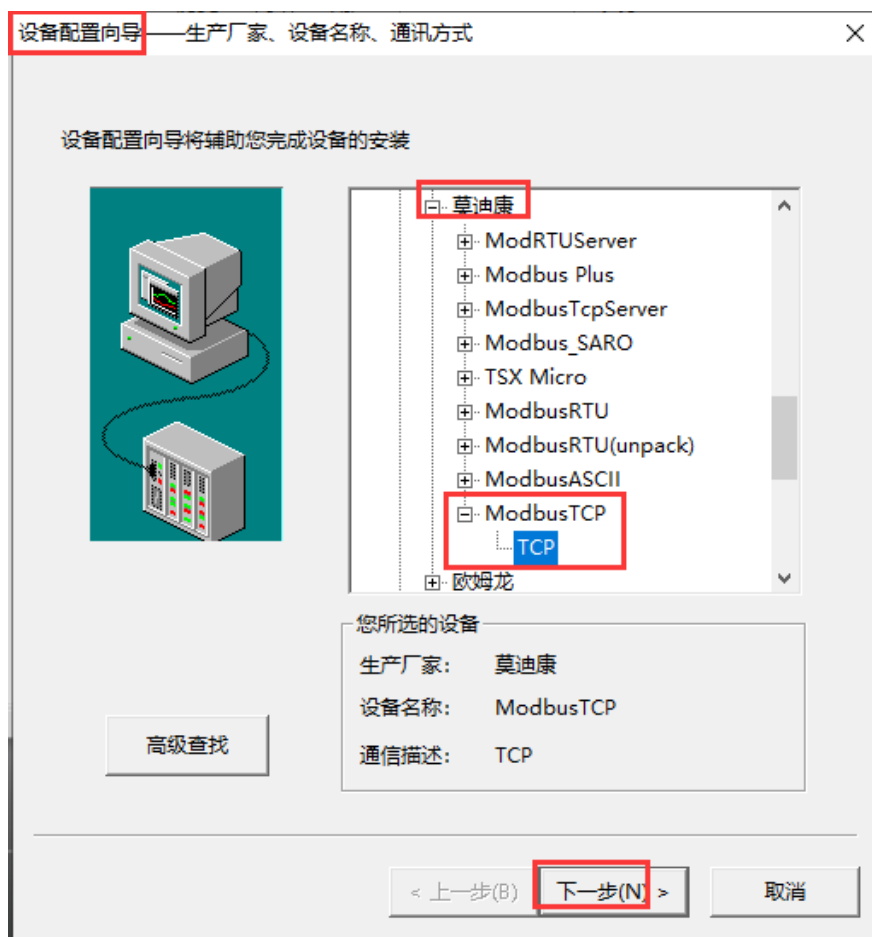 设备配置向导——生产厂家、设备名称、通讯方式
设备配置向导将辅助您完成设备的安装
莫迪康
ModRTUServer
Modbus Plus
ModbusTcpServer
Modbus_SARO
TSX Micro
ModbusRTU
ModbusRTU(unpack)
ModbusASCII
ModbusTCP
TCP
欧姆龙
您所选的设备
生产厂家： 莫迪康
设备名称： ModbusTCP
通信描述： TCP
高级查找
< 上一步(B) 下一步(N) > 取消